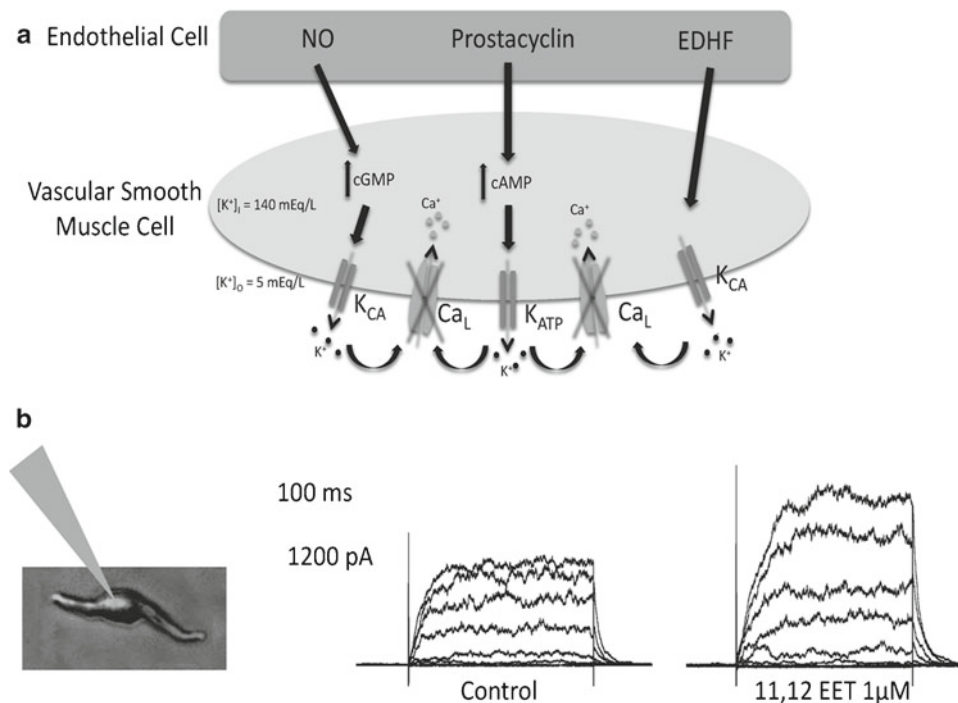 a
Endothelial Cell
NO
Prostacyclin
EDHF
Vascular Smooth
Muscle Cell
[K⁺]I = 140 mEq/L
[K⁺]O = 5 mEq/L
cGMP
cAMP
Ca⁺
Ca⁺
KCA
CaL
KATP
CaL
KCA
K⁺
K⁺
K⁺
b
100 ms
1200 pA
Control
11,12 EET 1µM